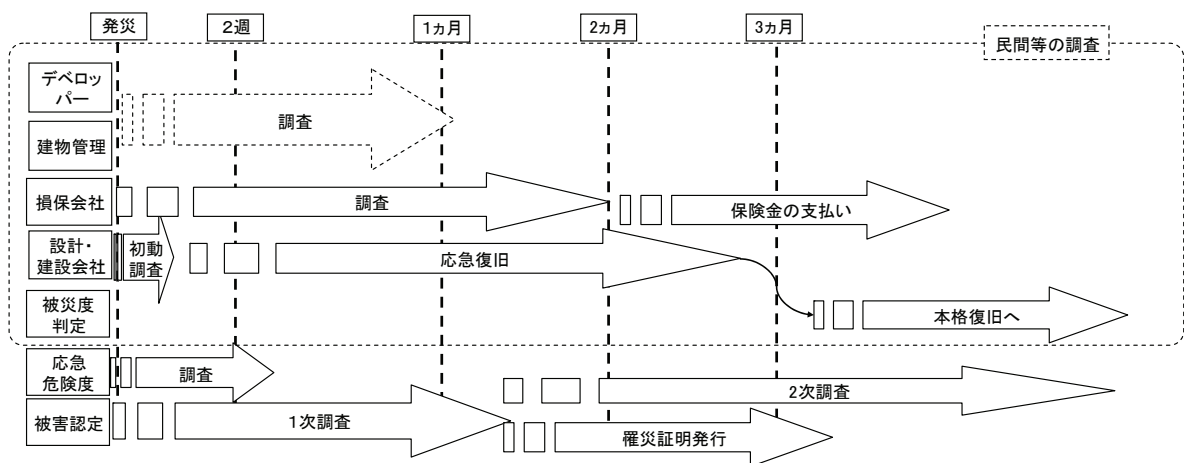 発災
2週
1ヵ月
2ヵ月
3ヵ月
民間等の調査
デベロッ
パー
調査
建物管理
損保会社
調査
保険金の支払い
設計・
建設会社
初動
調査
応急復旧
被災度
判定
本格復旧へ
応急
危険度
調査
2次調査
被害認定
1次調査
罹災証明発行